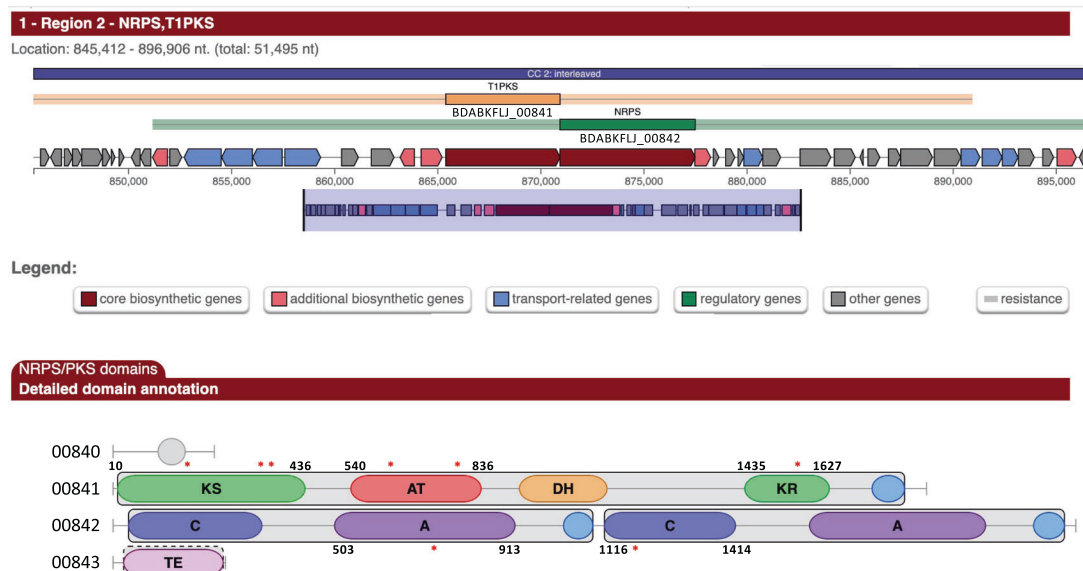 1 - Region 2 - NRPS,T1PKS
Location: 845,412 - 896,906 nt. (total: 51,495 nt)
CC 2: interleaved
T1PKS
BDABKFLJ_00841
NRPS
BDABKFLJ_00842
850,000 855,000 860,000 865,000 870,000 875,000 880,000 885,000 890,000 895,000
Legend:
core biosynthetic genes additional biosynthetic genes transport-related genes regulatory genes other genes resistance
NRPS/PKS domains
Detailed domain annotation
00840
10 * * * 436 540 * * 836 1435 * 1627
00841 KS AT DH KR
00842 C A C A
503 * 913 1116 * 1414
00843 TE